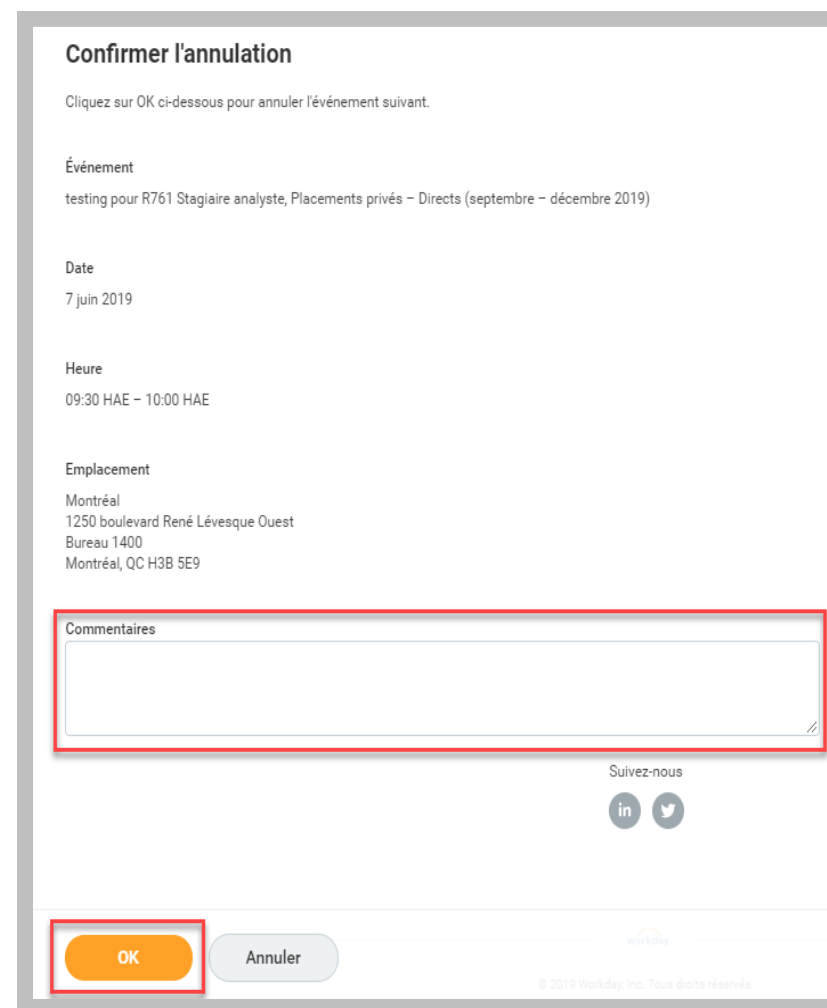 Confirmer l'annulation
Cliquez sur OK ci-dessous pour annuler l'événement suivant.
Événement
testing pour R761 Stagiaire analyste, Placements privés – Directs (septembre – décembre 2019)
Date
7 juin 2019
Heure
09:30 HAE – 10:00 HAE
Emplacement
Montréal
1250 boulevard René Lévesque Ouest
Bureau 1400
Montréal, QC H3B 5E9
Commentaires
Suivez-nous
in
OK
Annuler
workday
© 2019 Workday, Inc. Tous droits réservés.